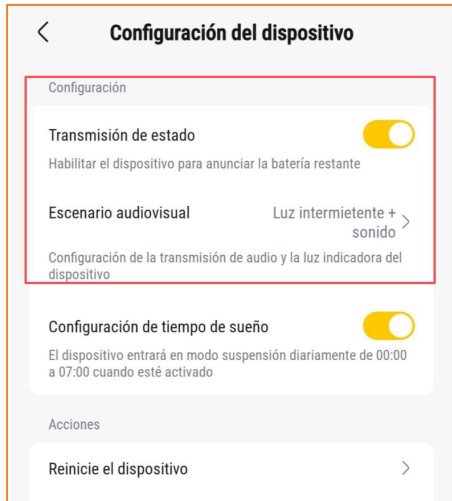 Configuración del dispositivo
Configuración
Transmisión de estado
Habilitar el dispositivo para anunciar la batería restante
Escenario audiovisual
Luz intermietente +
sonido
Configuración de la transmisión de audio y la luz indicadora del
dispositivo
Configuración de tiempo de sueño
El dispositivo entrará en modo suspensión diariamente de 00:00
a 07:00 cuando esté activado
Acciones
Reinicie el dispositivo